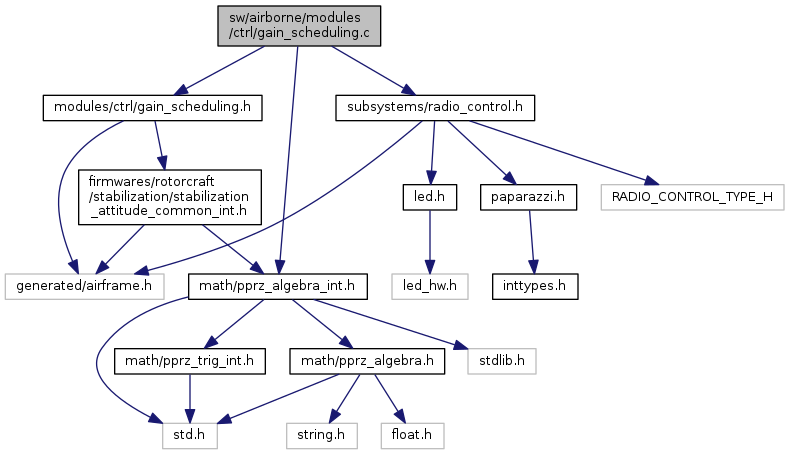 sw/airborne/modules
/ctrl/gain_scheduling.c
modules/ctrl/gain_scheduling.h
subsystems/radio_control.h
firmwares/rotorcraft
/stabilization/stabilization
_attitude_common_int.h
led.h
paparazzi.h
RADIO_CONTROL_TYPE_H
generated/airframe.h
math/pprz_algebra_int.h
led_hw.h
inttypes.h
math/pprz_trig_int.h
math/pprz_algebra.h
stdlib.h
std.h
string.h
float.h